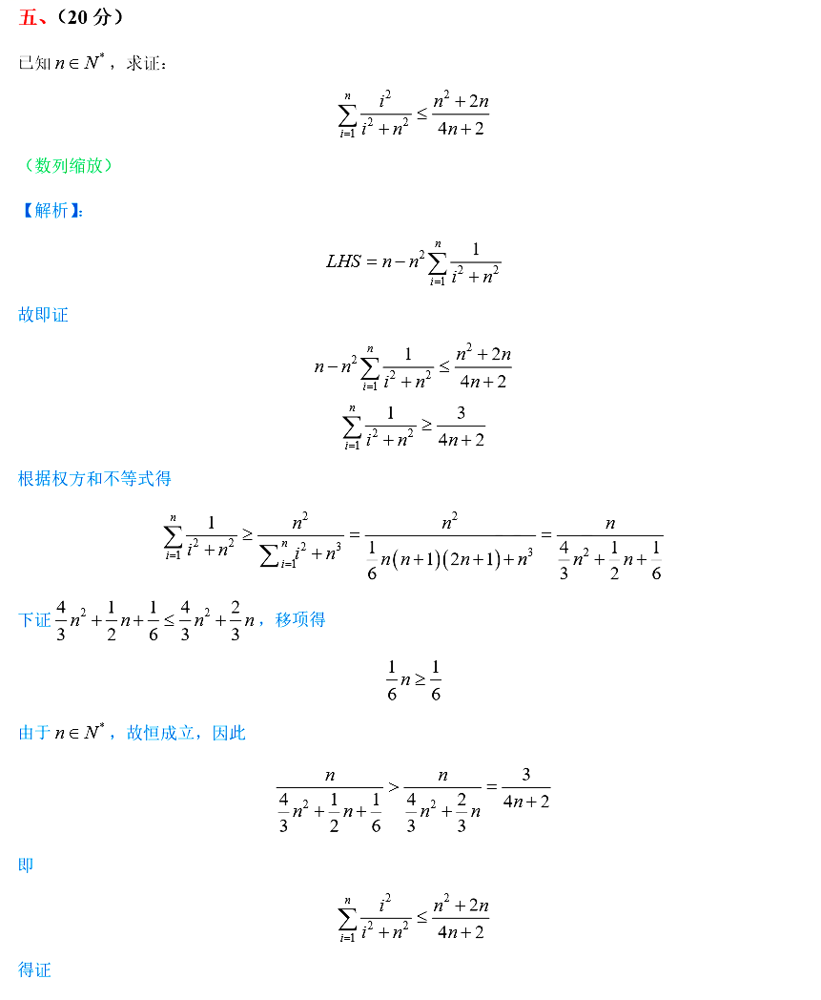 五、（20 分）
已知 $n \in N^*$，求证：
$$\sum_{i=1}^{n} \frac{i^2}{i^2+n^2} \leq \frac{n^2+2n}{4n+2}$$
（数列缩放）
【解析】：
$$LHS = n - n^2 \sum_{i=1}^{n} \frac{1}{i^2+n^2}$$
故即证
$$n - n^2 \sum_{i=1}^{n} \frac{1}{i^2+n^2} \leq \frac{n^2+2n}{4n+2}$$
$$\sum_{i=1}^{n} \frac{1}{i^2+n^2} \geq \frac{3}{4n+2}$$
根据权方和不等式得
$$\sum_{i=1}^{n} \frac{1}{i^2+n^2} \geq \frac{n^2}{\sum_{i=1}^{n} i^2+n^3} = \frac{n^2}{\frac{1}{6}n(n+1)(2n+1)+n^3} = \frac{n}{\frac{4}{3}n^2+\frac{1}{2}n+\frac{1}{6}}$$
下证 $\frac{4}{3}n^2+\frac{1}{2}n+\frac{1}{6} \leq \frac{4}{3}n^2+\frac{2}{3}n$，移项得
$$\frac{1}{6}n \geq \frac{1}{6}$$
由于 $n \in N^*$，故恒成立，因此
$$\frac{n}{\frac{4}{3}n^2+\frac{1}{2}n+\frac{1}{6}} > \frac{n}{\frac{4}{3}n^2+\frac{2}{3}n} = \frac{3}{4n+2}$$
即
$$\sum_{i=1}^{n} \frac{i^2}{i^2+n^2} \leq \frac{n^2+2n}{4n+2}$$
得证